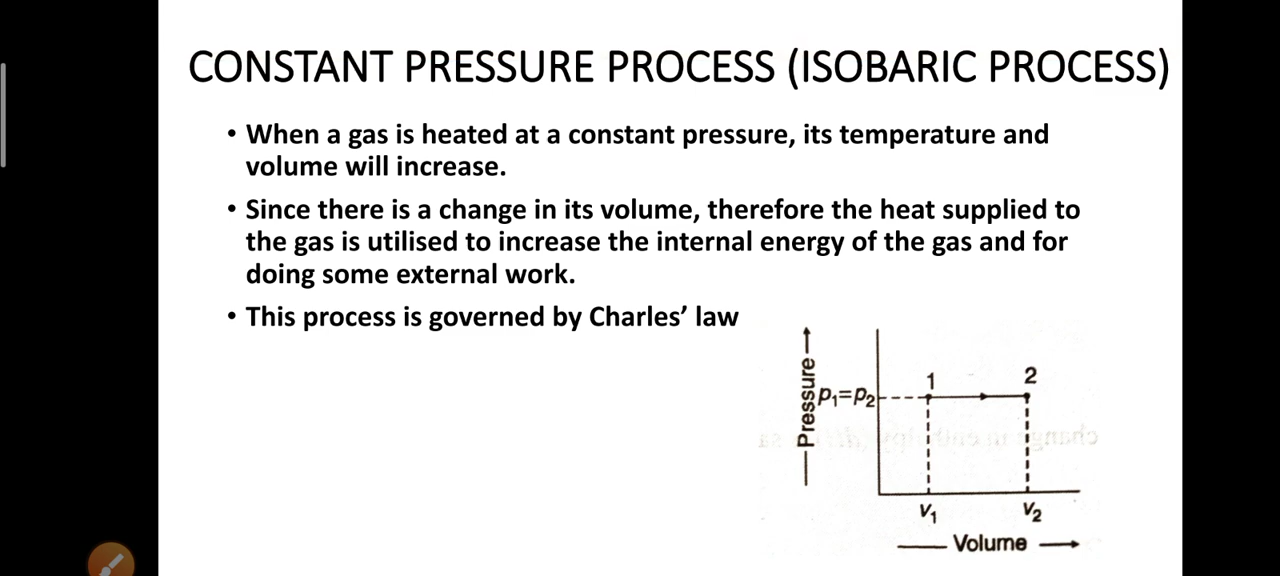 CONSTANT PRESSURE PROCESS (ISOBARIC PROCESS)
• When a gas is heated at a constant pressure, its temperature and
volume will increase.
• Since there is a change in its volume, therefore the heat supplied to
the gas is utilised to increase the internal energy of the gas and for
doing some external work.
• This process is governed by Charles’ law
Pressure
p₁=p₂
1
2
v₁
v₂
Volume